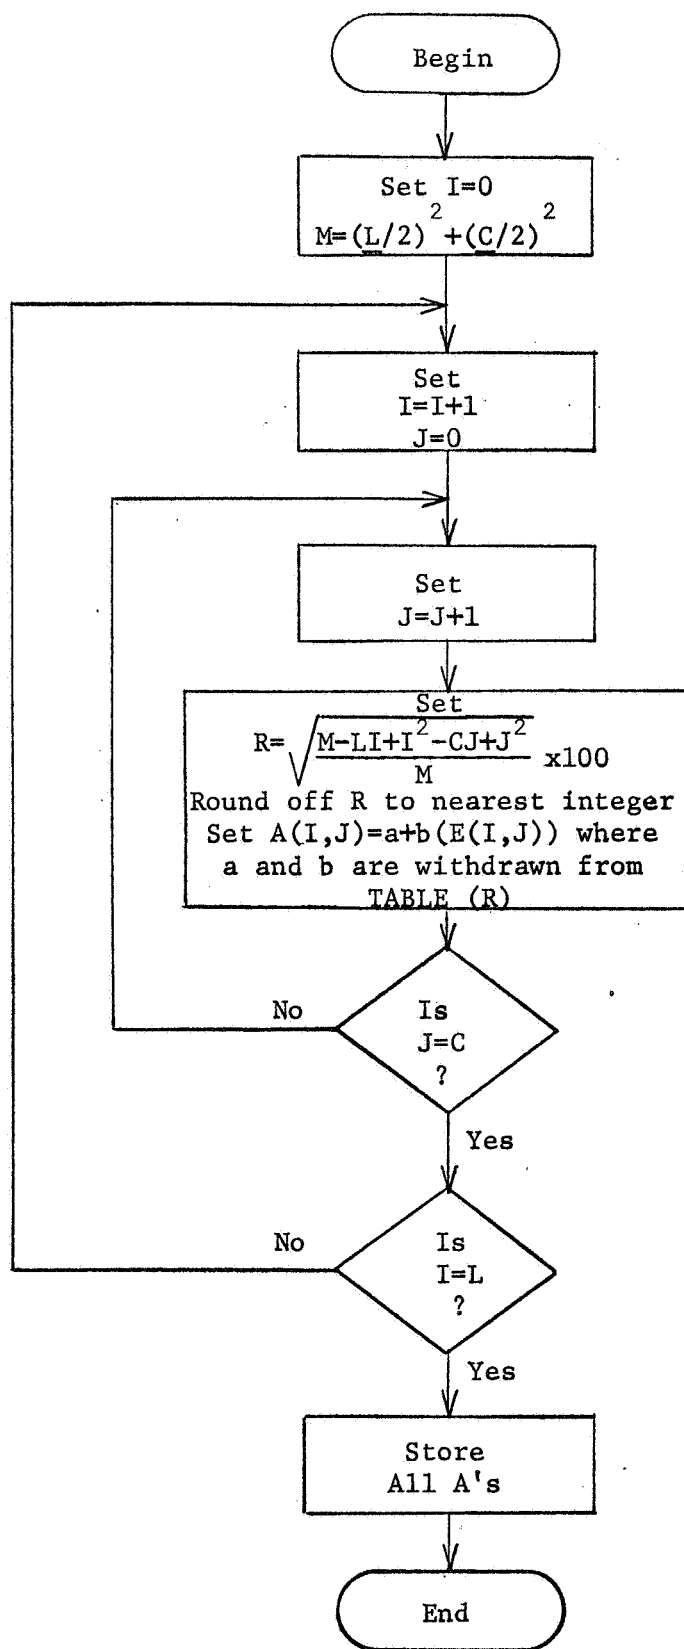 Begin
Set I=0
M=(L/2)²+(C/2)²
Set
I=I+1
J=0
Set
J=J+1
Set
R=√((M-LI+I²-CJ+J²)/M) x100
Round off R to nearest integer
Set A(I,J)=a+b(E(I,J)) where
a and b are withdrawn from
TABLE (R)
No
Is
J=C
?
Yes
No
Is
I=L
?
Yes
Store
All A's
End